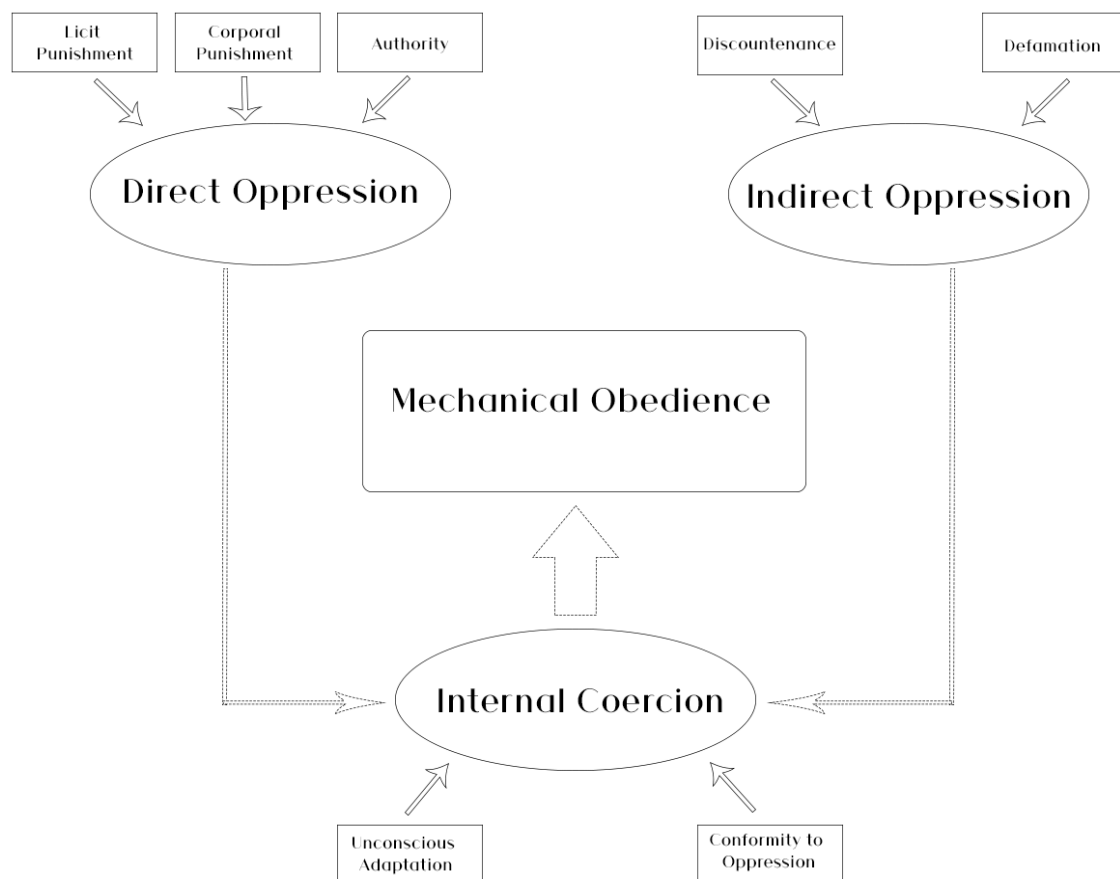 Licit
Punishment
Corporal
Punishment
Authority
Discountenance
Defamation
Direct Oppression
Indirect Oppression
Mechanical Obedience
Internal Coercion
Unconscious
Adaptation
Conformity to
Oppression